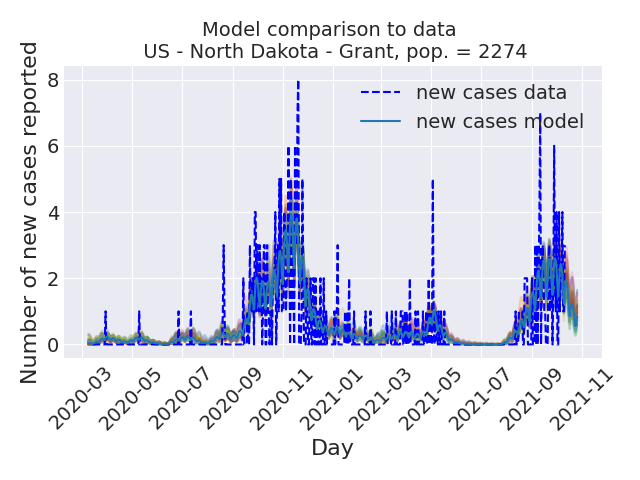 Model comparison to data
US - North Dakota - Grant, pop. = 2274
Number of new cases reported
8
6
4
2
0
new cases data
new cases model
2020-03
2020-05
2020-07
2020-09
2020-11
2021-01
2021-03
2021-05
2021-07
2021-09
2021-11
Day